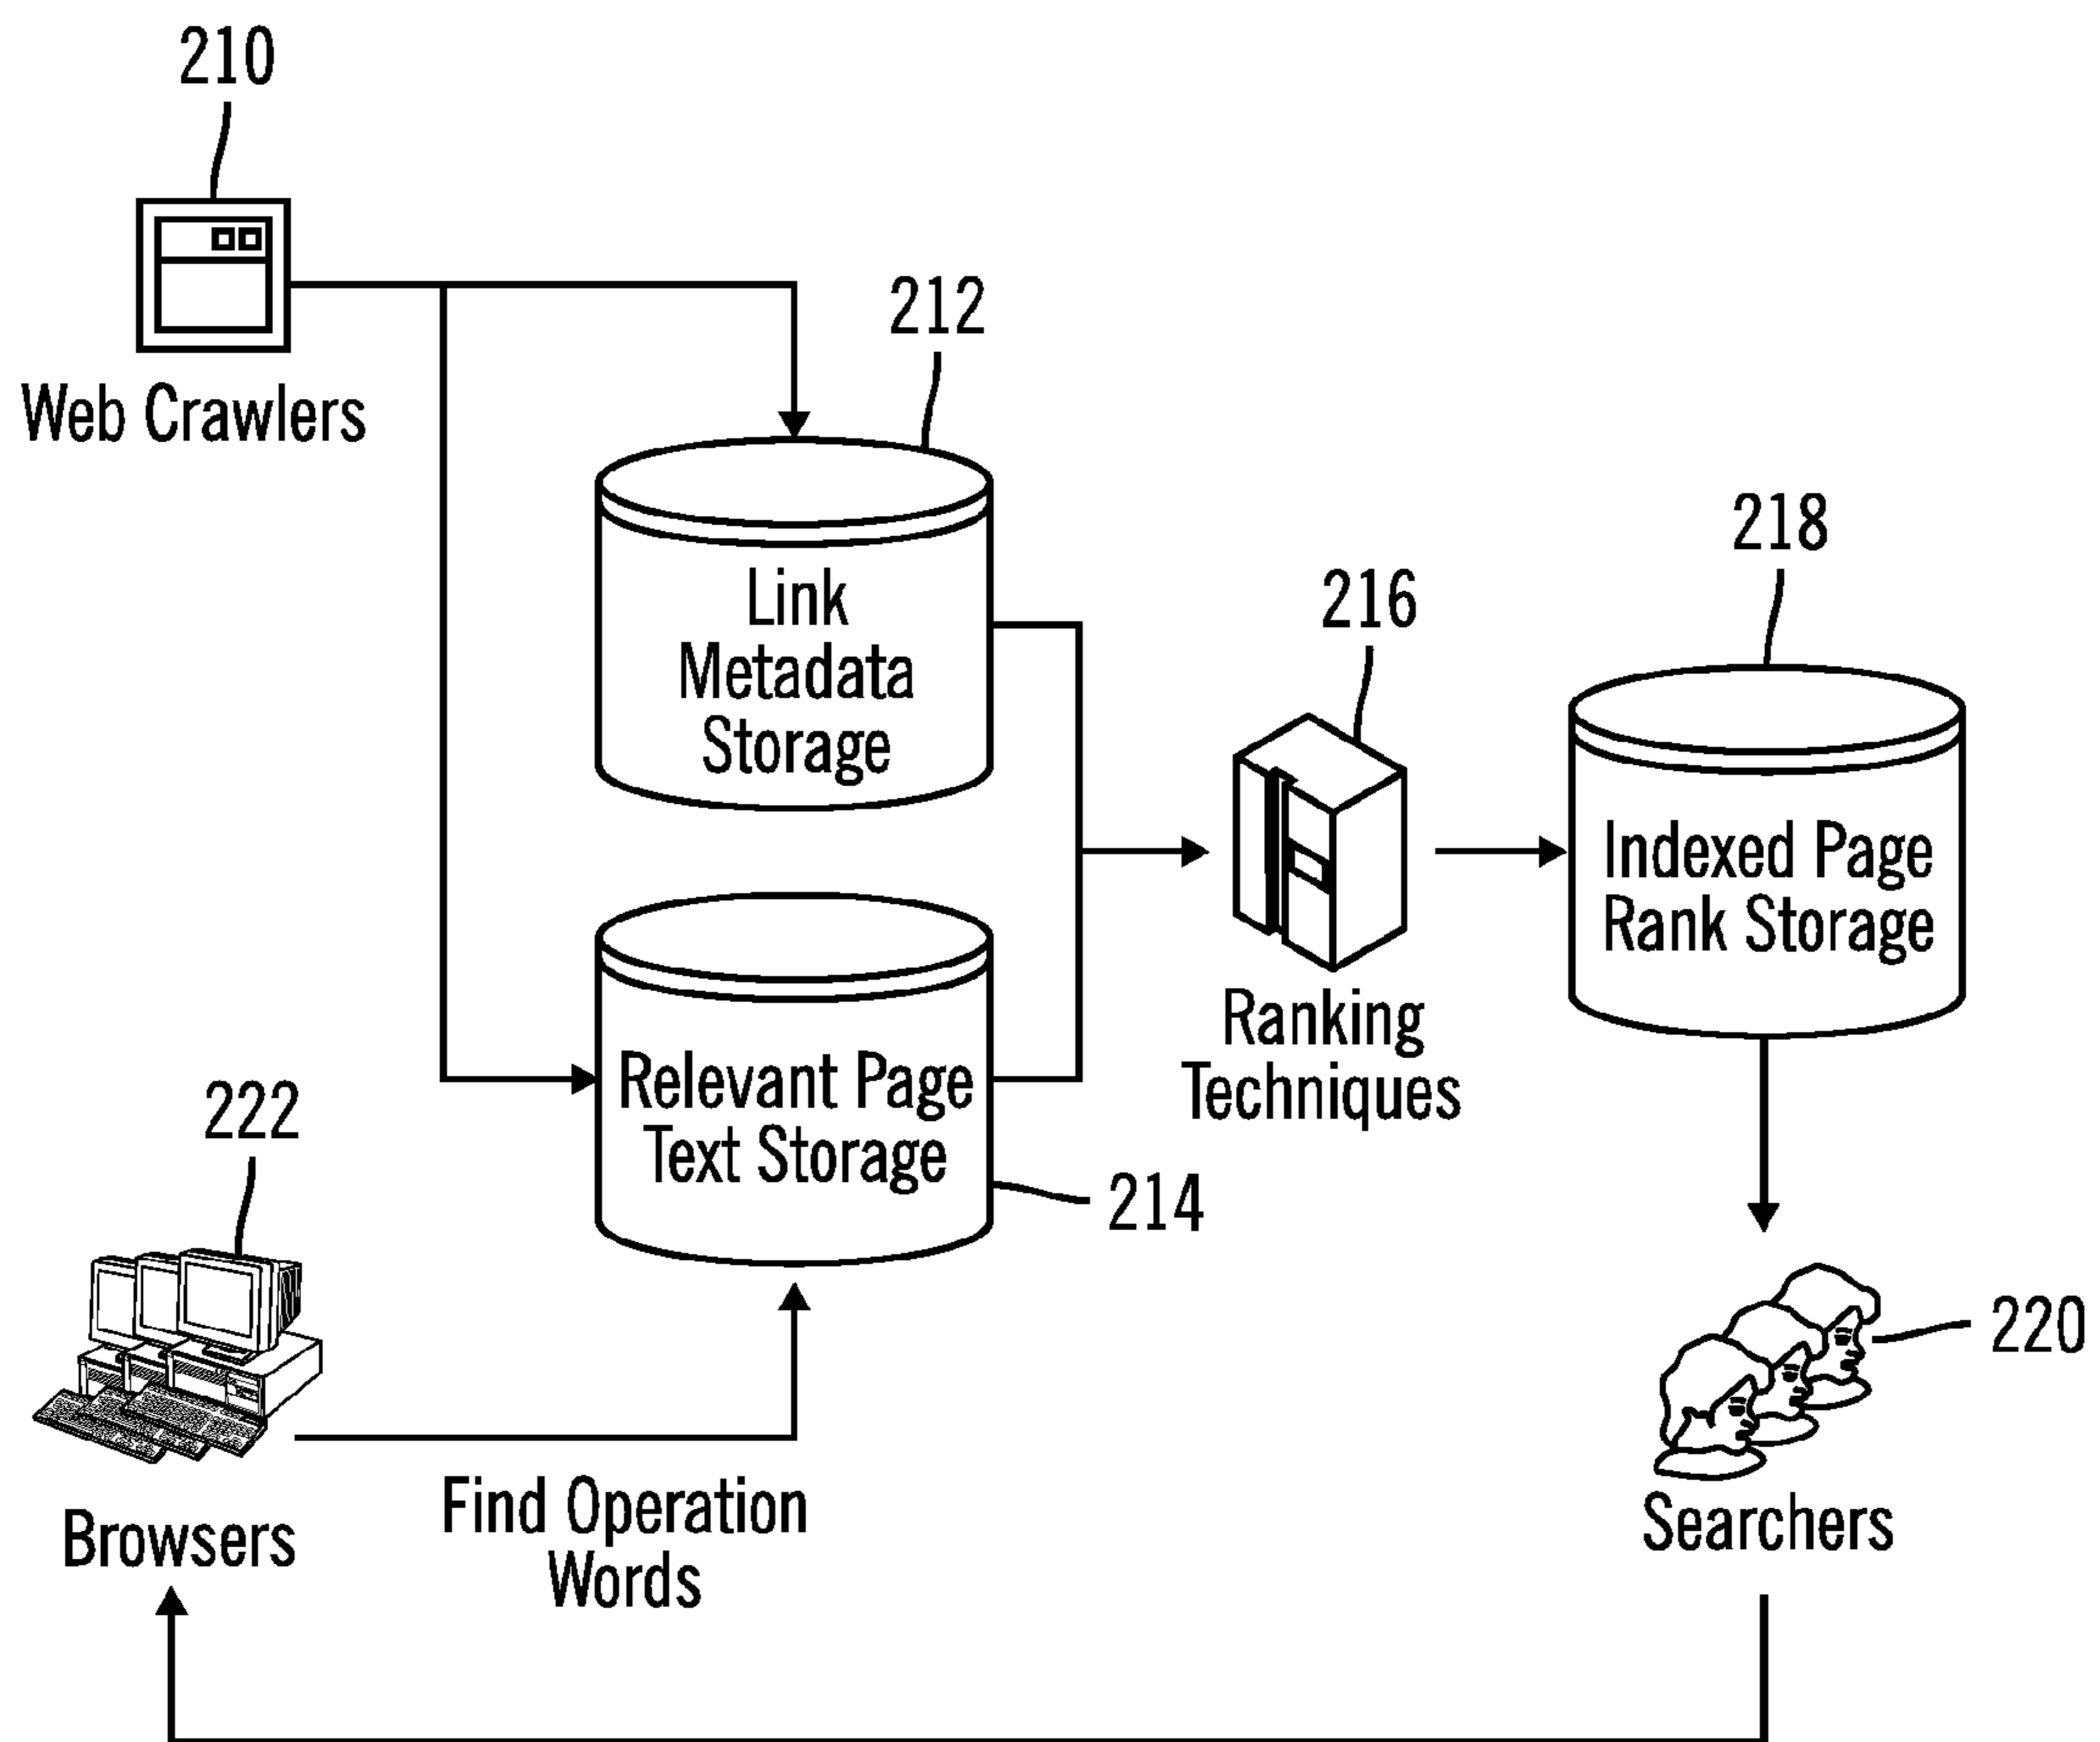 210
Web Crawlers
212
Link
Metadata
Storage
218
216
Indexed Page
Rank Storage
Ranking
Techniques
Relevant Page
Text Storage
214
222
220
Browsers
Find Operation
Words
Searchers